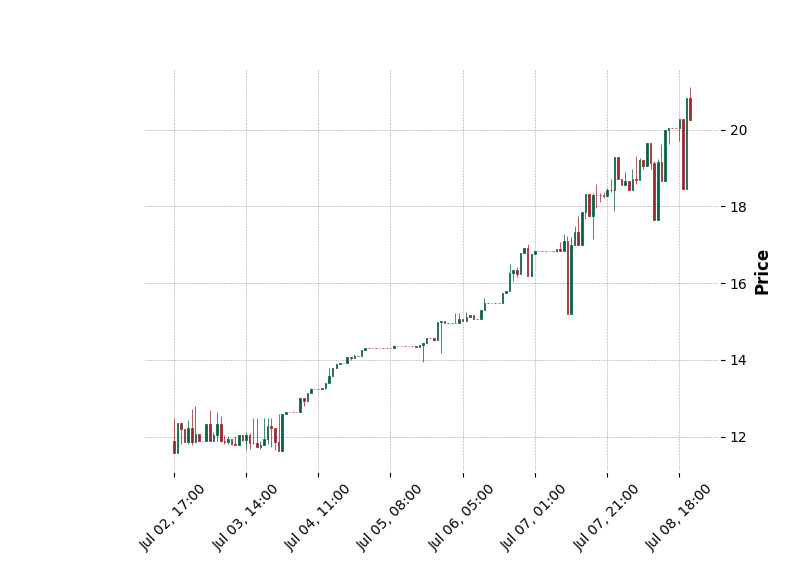 20
18
16
14
12
Price
Jul 02, 17:00
Jul 03, 14:00
Jul 04, 11:00
Jul 05, 08:00
Jul 06, 05:00
Jul 07, 01:00
Jul 07, 21:00
Jul 08, 18:00